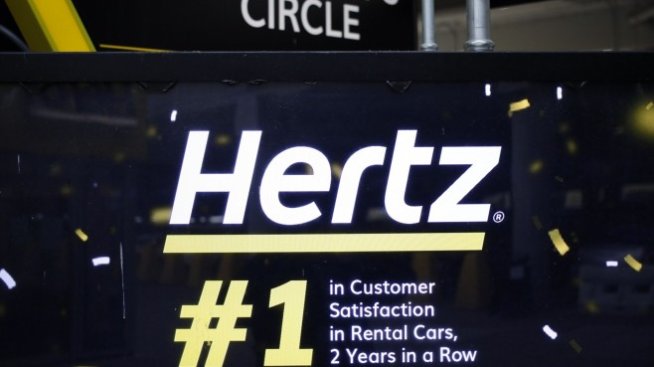 CIRCLE
Hertz®
#1
in Customer
Satisfaction
in Rental Cars,
2 Years in a Row